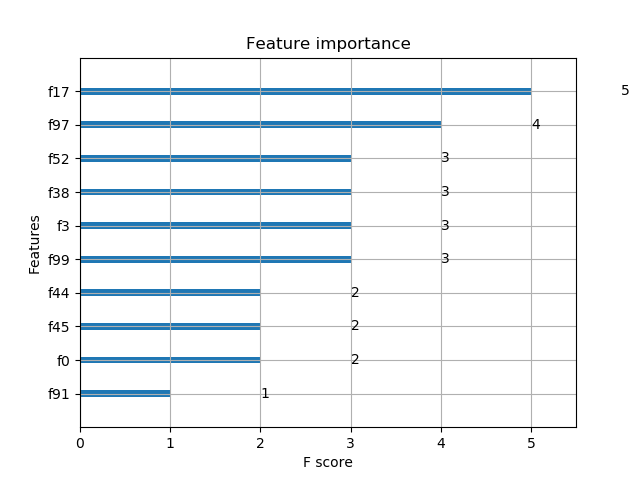 Feature importance
f17 5
f97 4
f52 3
f38 3
f3 3
f99 3
f44 2
f45 2
f0 2
f91 1
Features
0 1 2 3 4 5
F score